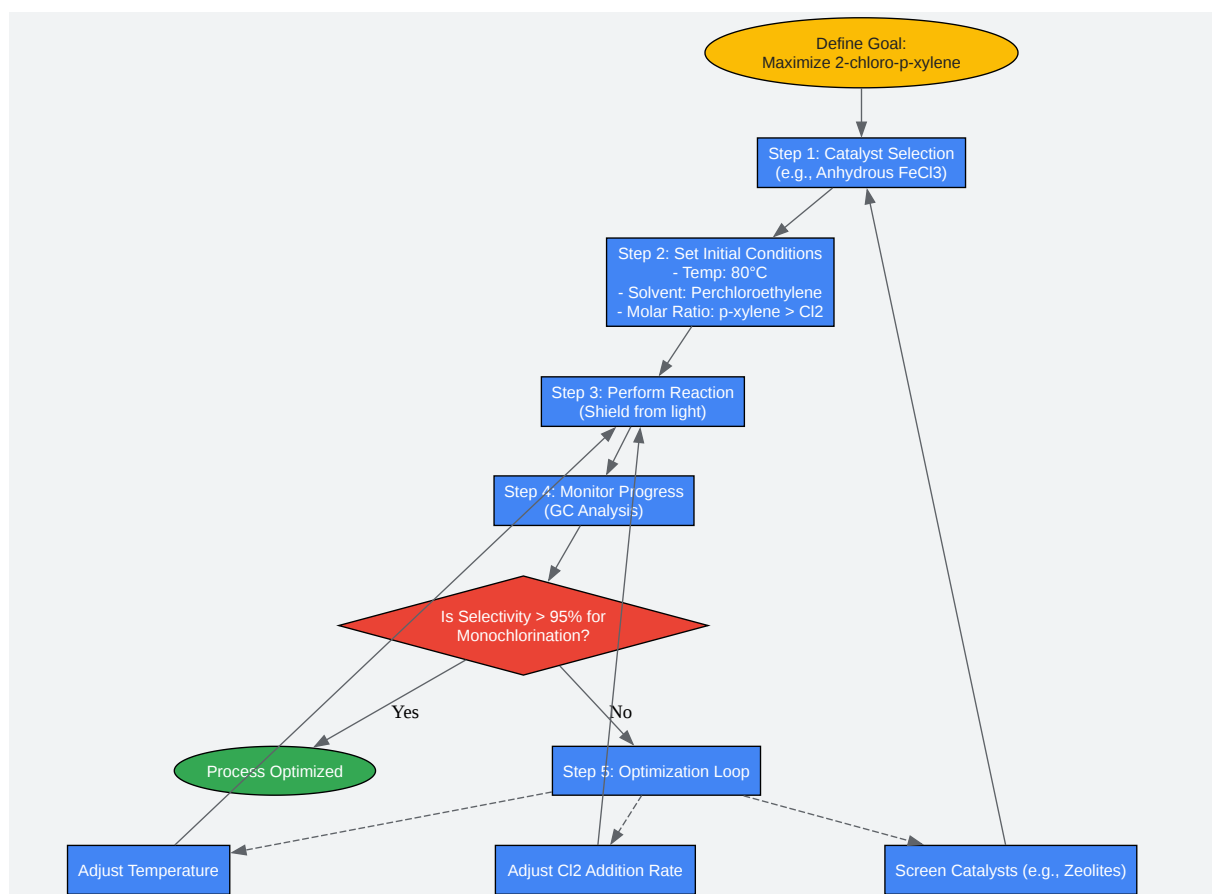 Define Goal:
Maximize 2-chloro-p-xylene
Step 1: Catalyst Selection
(e.g., Anhydrous FeCl3)
Step 2: Set Initial Conditions
- Temp: 80°C
- Solvent: Perchloroethylene
- Molar Ratio: p-xylene > Cl2
Step 3: Perform Reaction
(Shield from light)
Step 4: Monitor Progress
(GC Analysis)
Is Selectivity > 95% for
Monochlorination?
Yes
No
Process Optimized
Step 5: Optimization Loop
Adjust Temperature
Adjust Cl2 Addition Rate
Screen Catalysts (e.g., Zeolites)